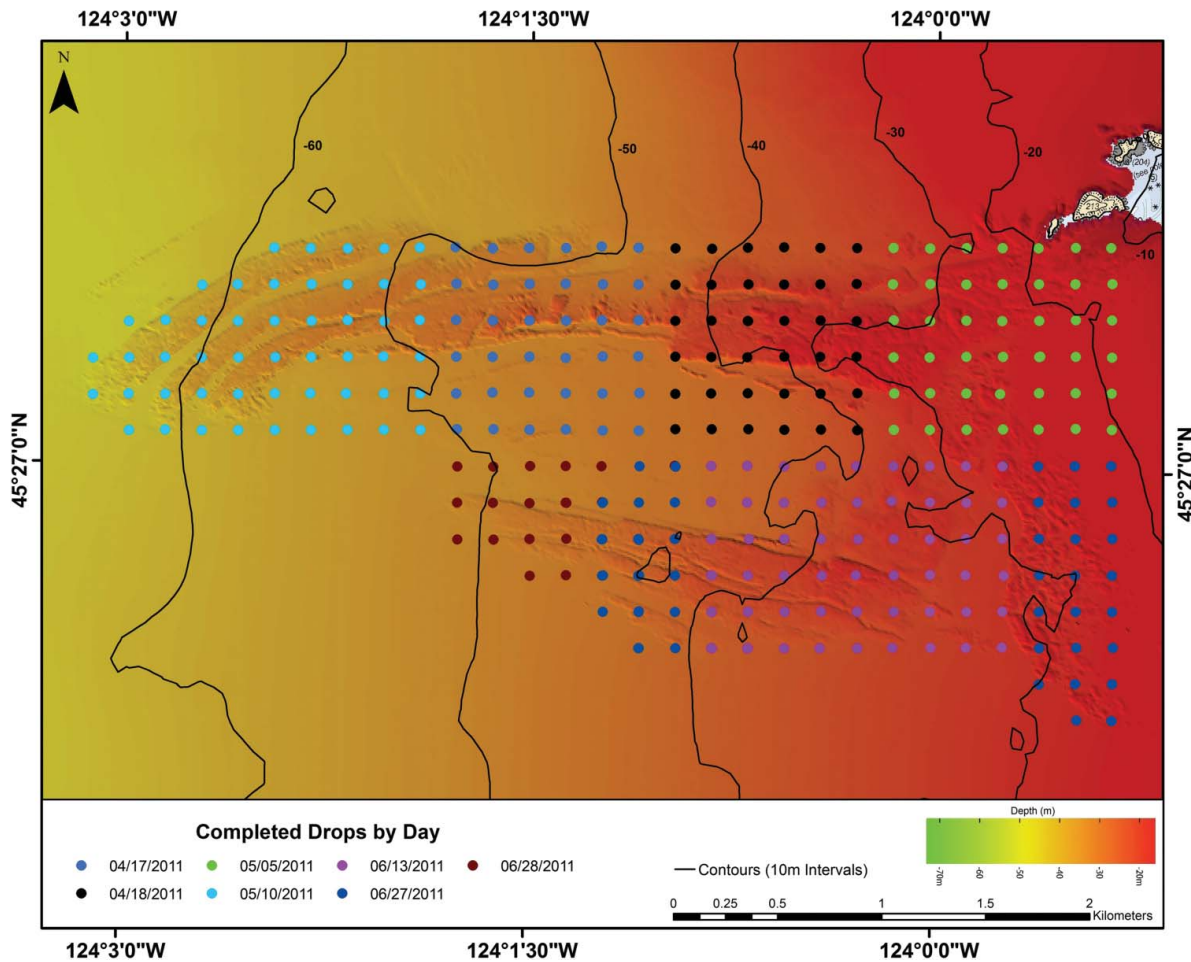 124°3'0"W 124°1'30"W 124°0'0"W
N
-60
-50
-40
-30
-20
(204)
-10
45°27'0"N
45°27'0"N
Completed Drops by Day
04/17/2011 05/05/2011 06/13/2011 06/28/2011
04/18/2011 05/10/2011 06/27/2011
Contours (10m Intervals)
Depth (m)
-70m -60 -50 -40 -30 -20m
0 0.25 0.5 1 1.5 2
Kilometers
124°3'0"W 124°1'30"W 124°0'0"W